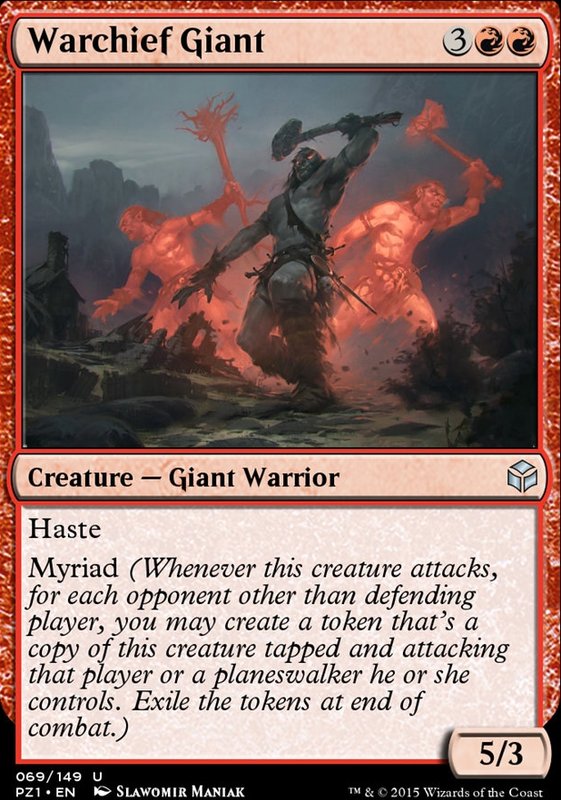 Warchief Giant 3
Creature — Giant Warrior
Haste
Myriad (Whenever this creature attacks,
for each opponent other than defending
player, you may create a token that's a
copy of this creature tapped and attacking
that player or a planeswalker he or she
controls. Exile the tokens at end of
combat.)
5/3
069/149 U
PZ1 • EN Slawomir Maniak ™ & © 2015 Wizards of the Coast